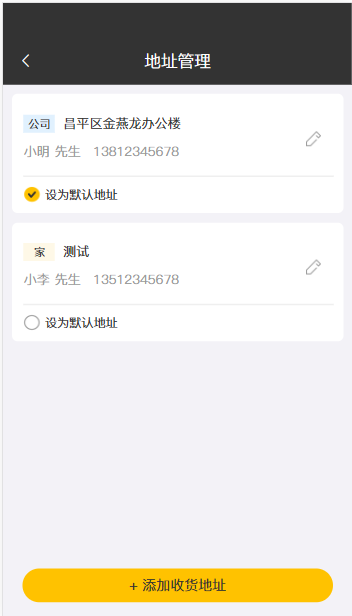 地址管理
公司 昌平区金燕龙办公楼
小明 先生 13812345678
设为默认地址
家 测试
小李 先生 13512345678
设为默认地址
+ 添加收货地址